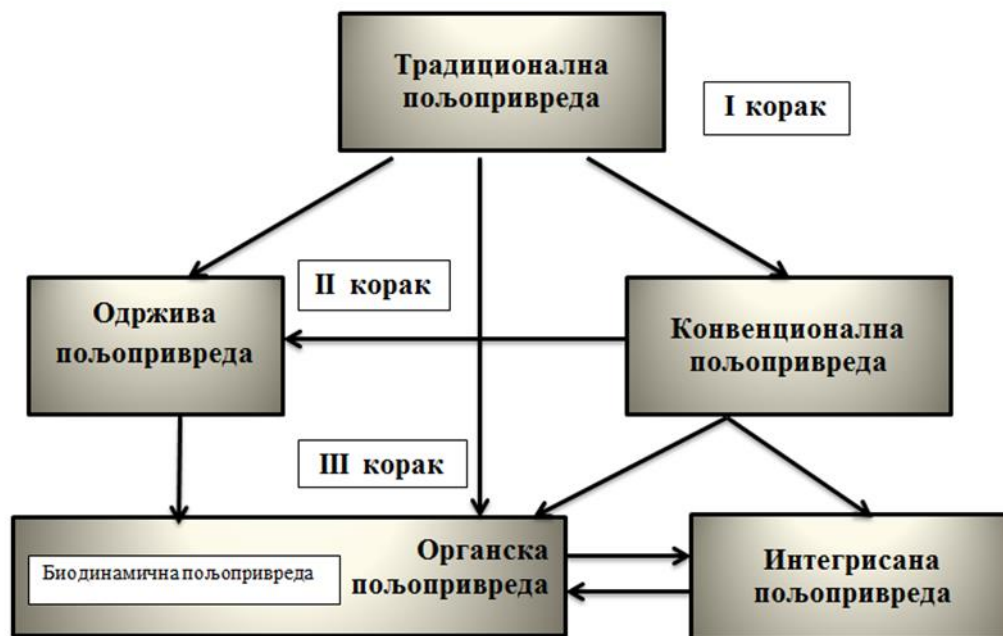 Традиционална
пољопривреда
I корак
II корак
Одржива
пољопривреда
Конвенционална
пољопривреда
III корак
Органска
пољопривреда
Биодинамична пољопривреда
Интегрисана
пољопривреда